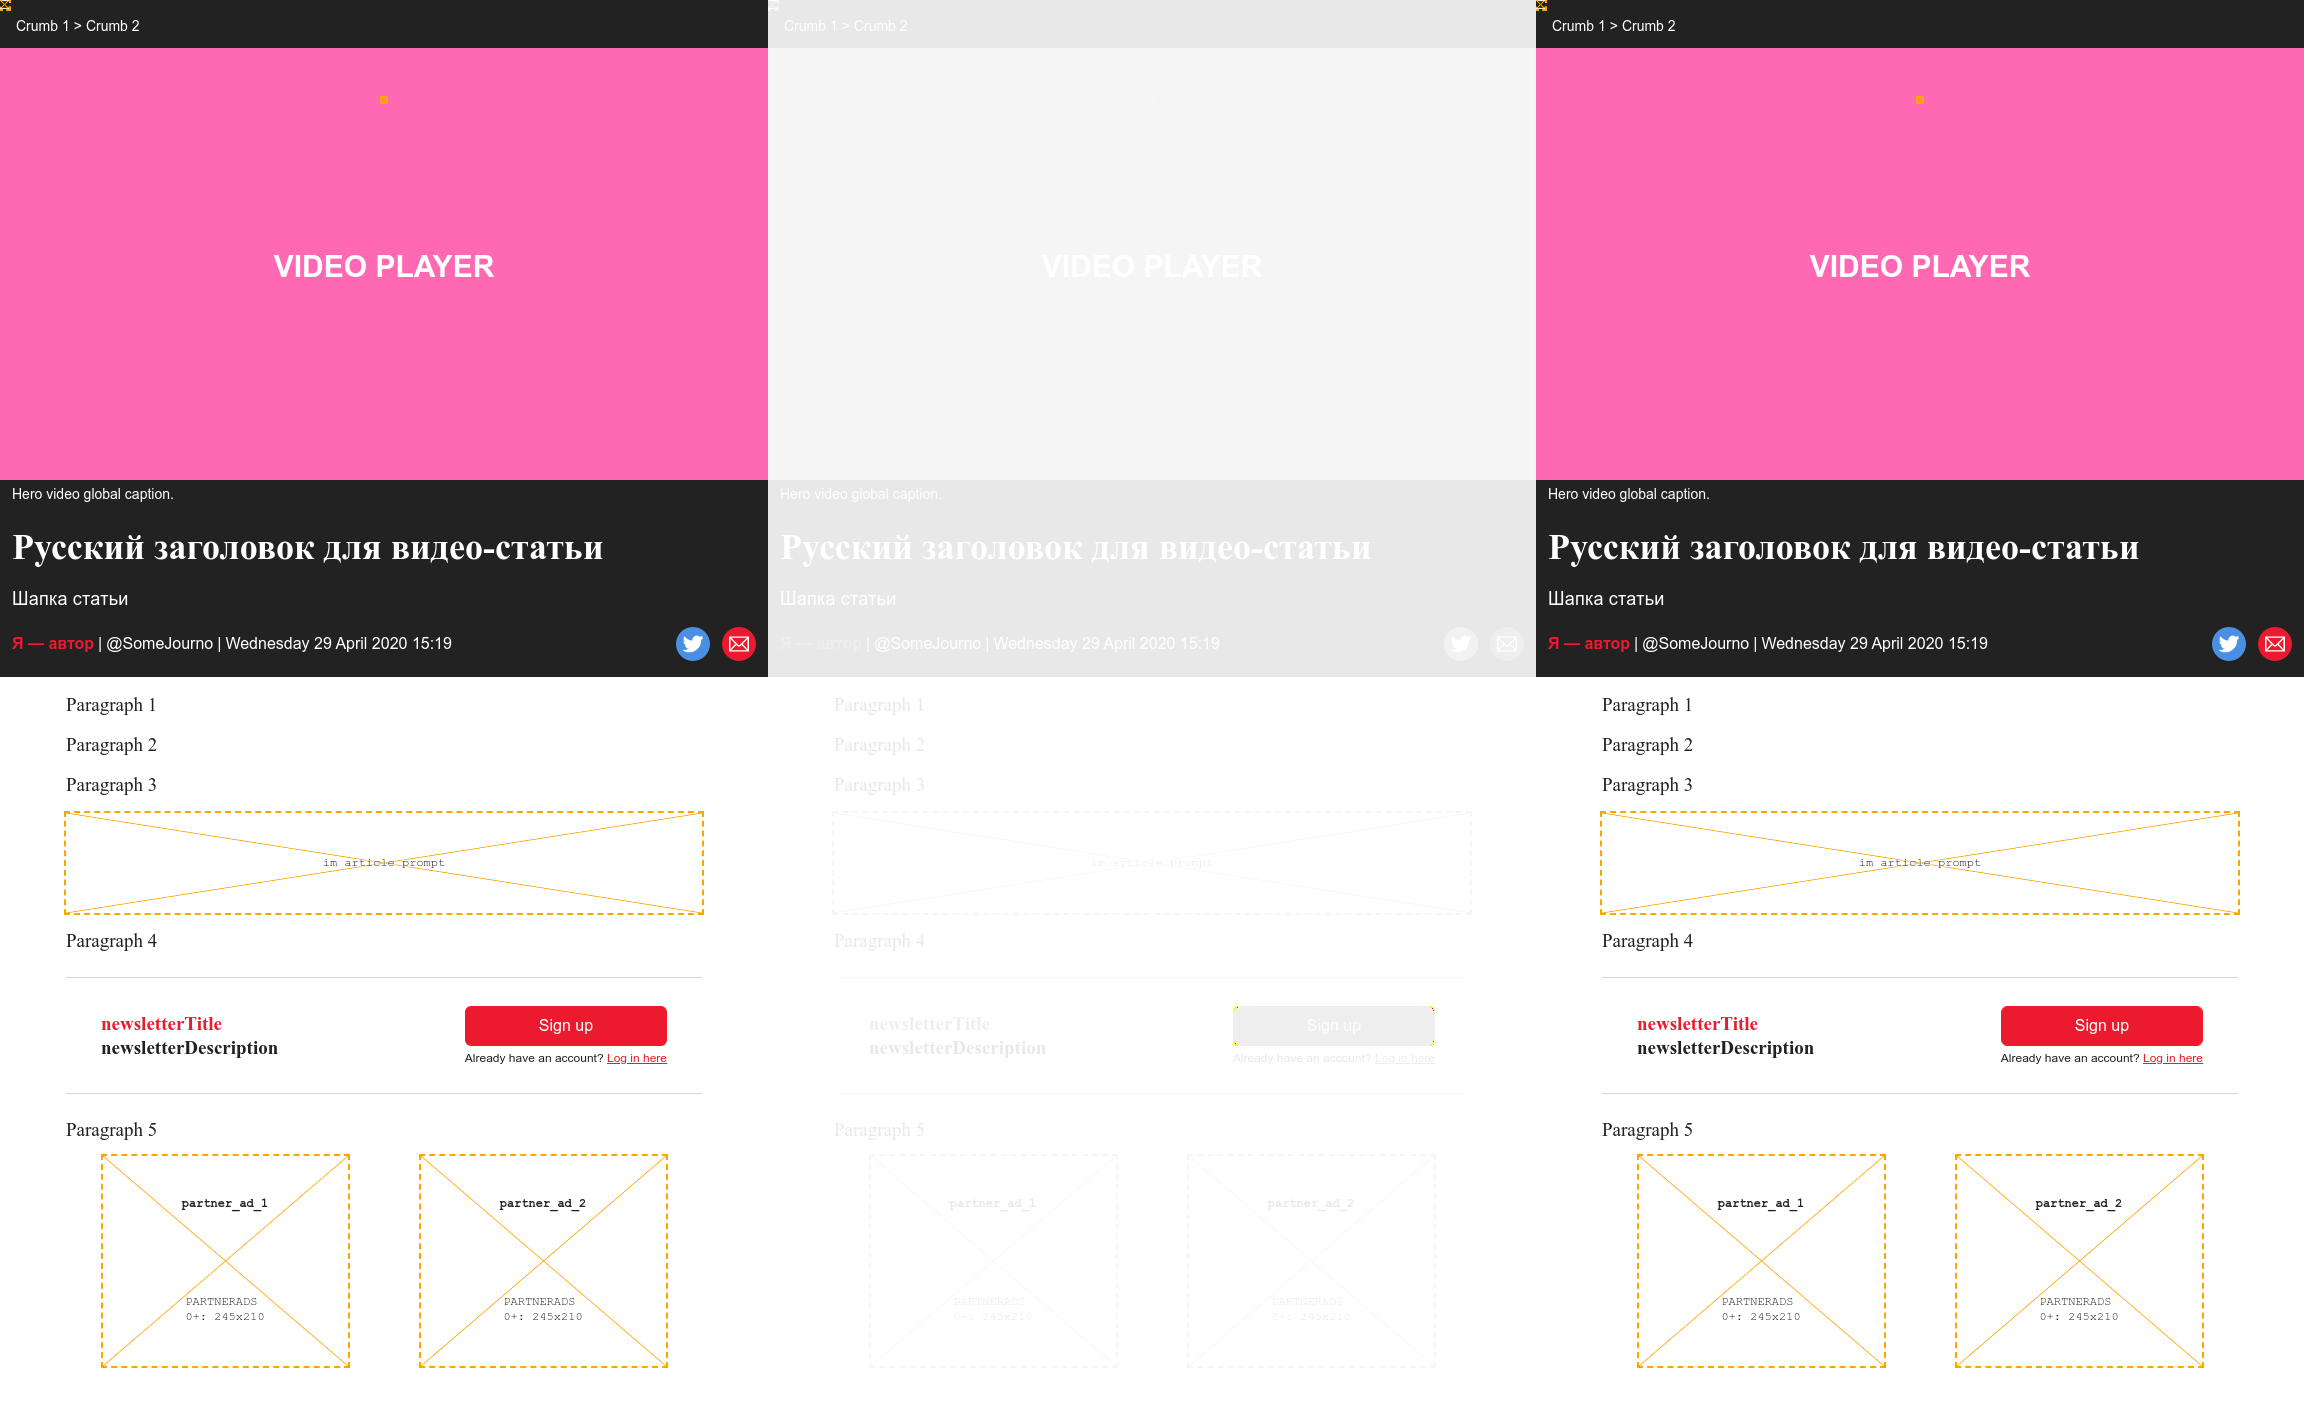 Crumb 1 > Crumb 2
VIDEO PLAYER
Hero video global caption.
Русский заголовок для видео-статьи
Шапка статьи
Я — автор | @SomeJourno | Wednesday 29 April 2020 15:19
Paragraph 1
Paragraph 2
Paragraph 3
im article prompt
Paragraph 4
newsletterTitle
newsletterDescription
Sign up
Already have an account? Log in here
Paragraph 5
partner_ad_1
PARTNERADS
0+: 245x210
partner_ad_2
PARTNERADS
0+: 245x210
Crumb 1 > Crumb 2
VIDEO PLAYER
Hero video global caption.
Русский заголовок для видео-статьи
Шапка статьи
Я — автор | @SomeJourno | Wednesday 29 April 2020 15:19
Paragraph 1
Paragraph 2
Paragraph 3
im article prompt
Paragraph 4
newsletterTitle
newsletterDescription
Sign up
Already have an account? Log in here
Paragraph 5
partner_ad_1
PARTNERADS
0+: 245x210
partner_ad_2
PARTNERADS
0+: 245x210
Crumb 1 > Crumb 2
VIDEO PLAYER
Hero video global caption.
Русский заголовок для видео-статьи
Шапка статьи
Я — автор | @SomeJourno | Wednesday 29 April 2020 15:19
Paragraph 1
Paragraph 2
Paragraph 3
im article prompt
Paragraph 4
newsletterTitle
newsletterDescription
Sign up
Already have an account? Log in here
Paragraph 5
partner_ad_1
PARTNERADS
0+: 245x210
partner_ad_2
PARTNERADS
0+: 245x210